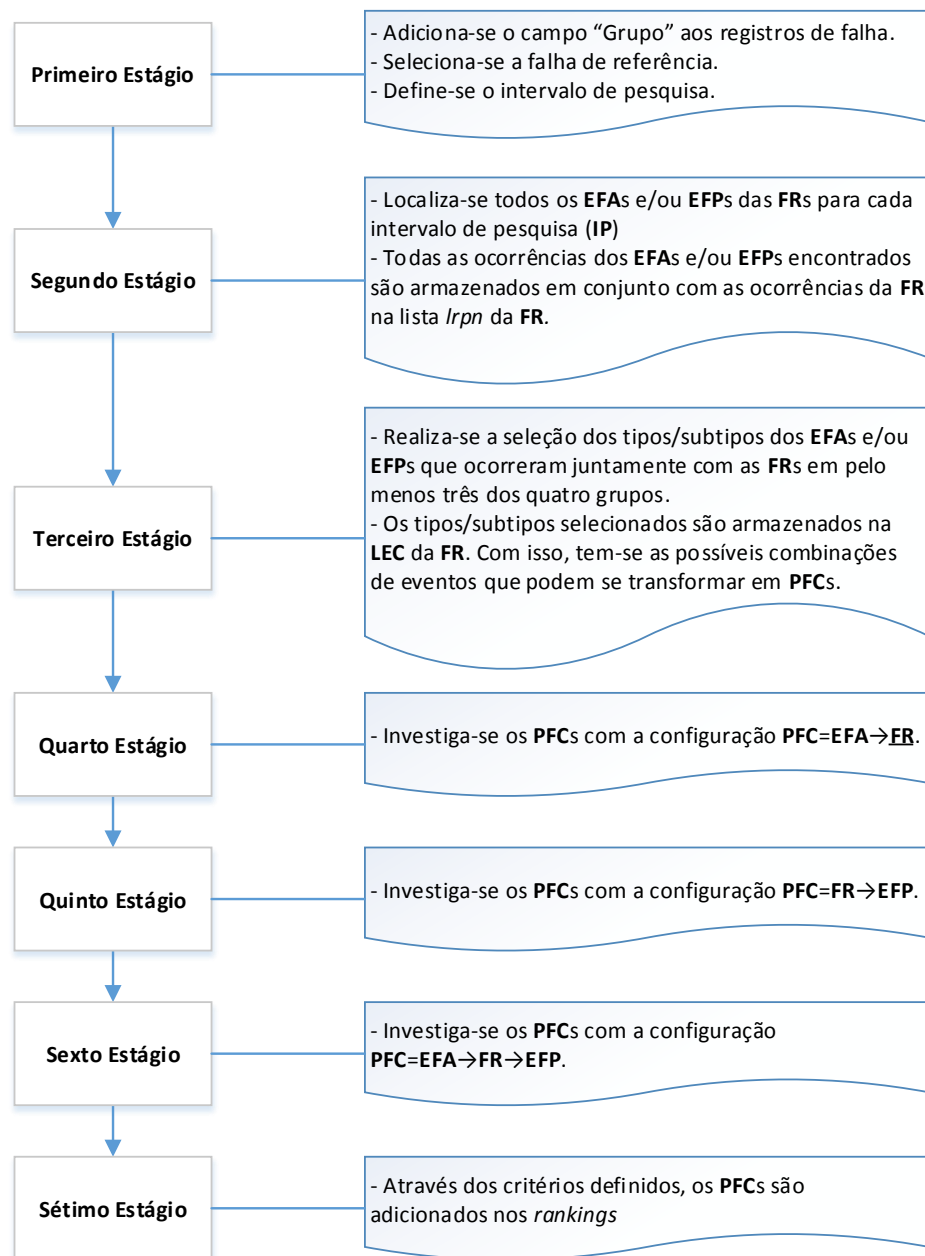 Primeiro Estágio
- Adiciona-se o campo “Grupo” aos registros de falha.
- Seleciona-se a falha de referência.
- Define-se o intervalo de pesquisa.
Segundo Estágio
- Localiza-se todos os EFAs e/ou EFPs das FRs para cada
intervalo de pesquisa (IP)
- Todas as ocorrências dos EFAs e/ou EFPs encontrados
são armazenados em conjunto com as ocorrências da FR
na lista lrpn da FR.
Terceiro Estágio
- Realiza-se a seleção dos tipos/subtipos dos EFAs e/ou
EFPs que ocorreram juntamente com as FRs em pelo
menos três dos quatro grupos.
- Os tipos/subtipos selecionados são armazenados na
LEC da FR. Com isso, tem-se as possíveis combinações
de eventos que podem se transformar em PFCs.
Quarto Estágio
- Investiga-se os PFCs com a configuração PFC=EFA→FR.
Quinto Estágio
- Investiga-se os PFCs com a configuração PFC=FR→EFP.
Sexto Estágio
- Investiga-se os PFCs com a configuração
PFC=EFA→FR→EFP.
Sétimo Estágio
- Através dos critérios definidos, os PFCs são
adicionados nos rankings